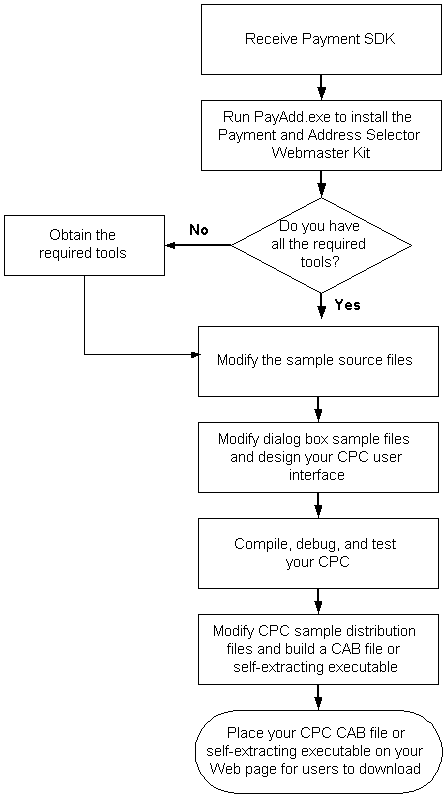 Receive Payment SDK
Run PayAdd.exe to install the
Payment and Address Selector
Webmaster Kit
Do you have
all the required
tools?
No
Obtain the
required tools
Yes
Modify the sample source files
Modify dialog box sample files
and design your CPC user
interface
Compile, debug, and test
your CPC
Modify CPC sample distribution
files and build a CAB file or
self-extracting executable
Place your CPC CAB file or
self-extracting executable on your
Web page for users to download